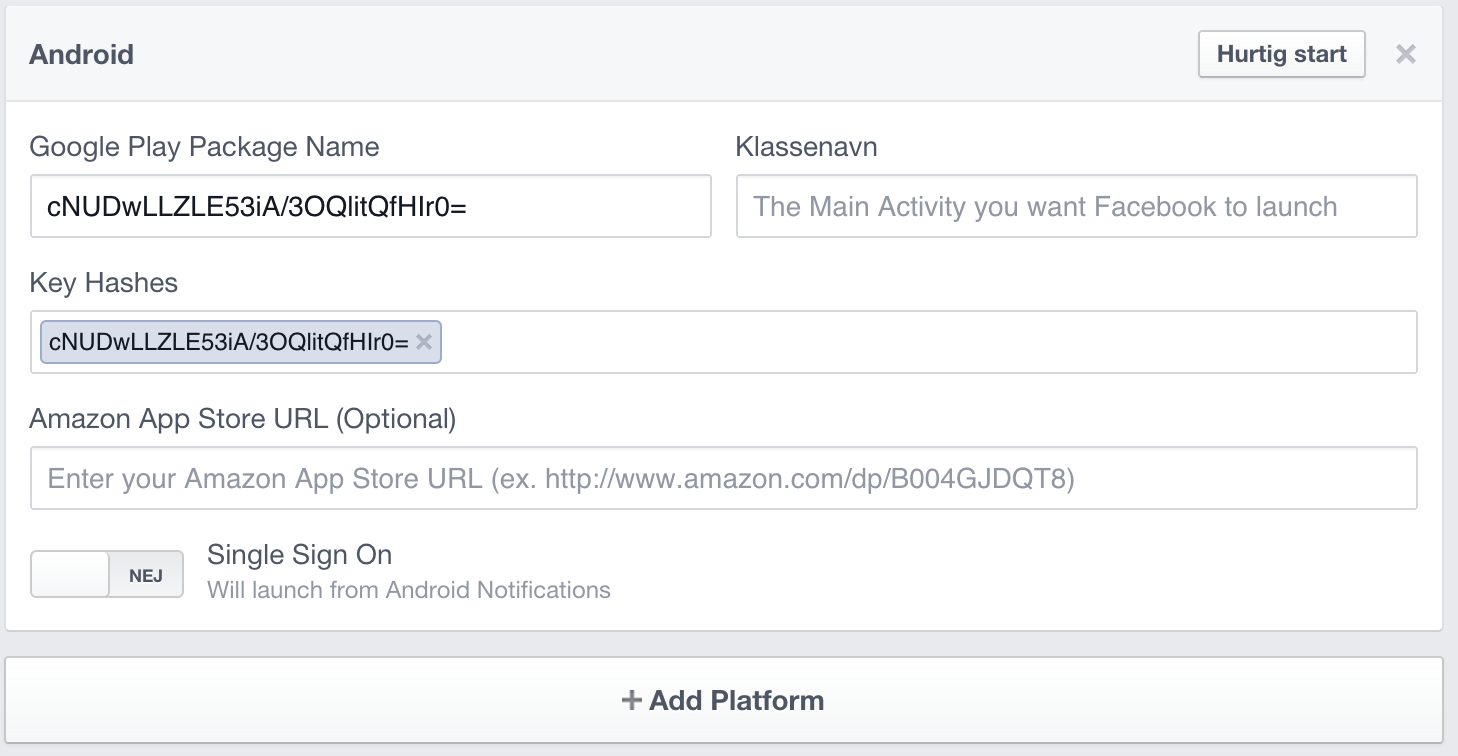 Android
Hurtig start ×
Google Play Package Name
Klassenavn
cNUDwLLZLE53iA/3OQlitQfHIr0=
The Main Activity you want Facebook to launch
Key Hashes
cNUDwLLZLE53iA/3OQlitQfHIr0= ×
Amazon App Store URL (Optional)
Enter your Amazon App Store URL (ex. http://www.amazon.com/dp/B004GJDQT8)
NEJ
Single Sign On
Will launch from Android Notifications
+ Add Platform